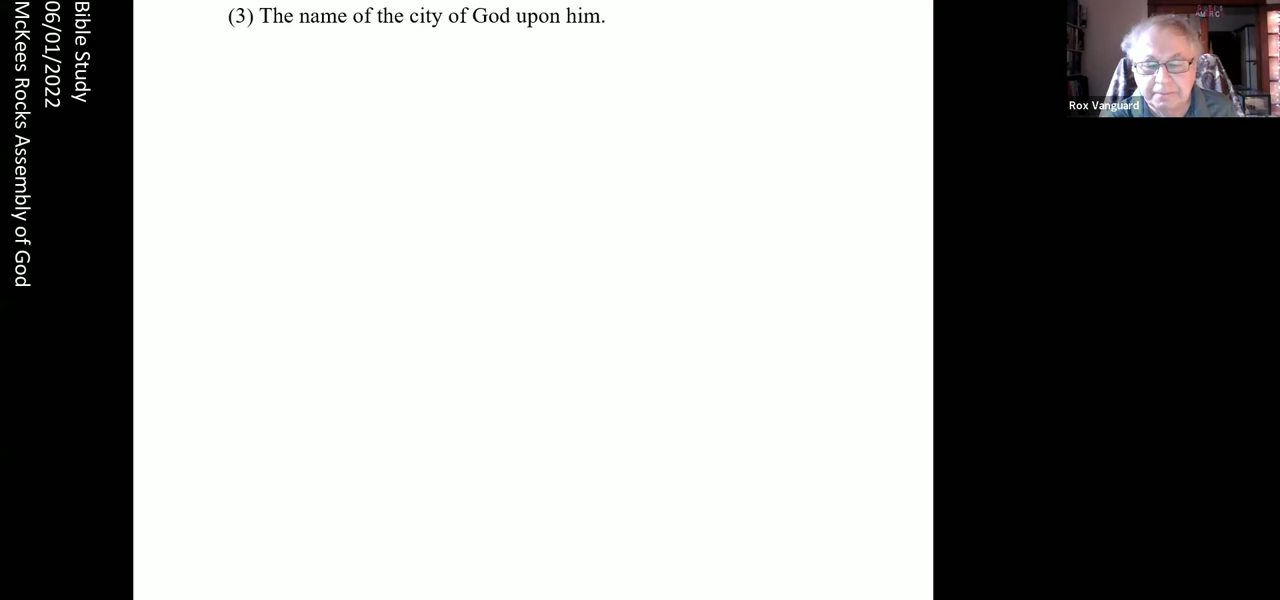 (3) The name of the city of God upon him.
Bible Study
06/01/2022
McKees Rocks Assembly of God
Rox Vanguard